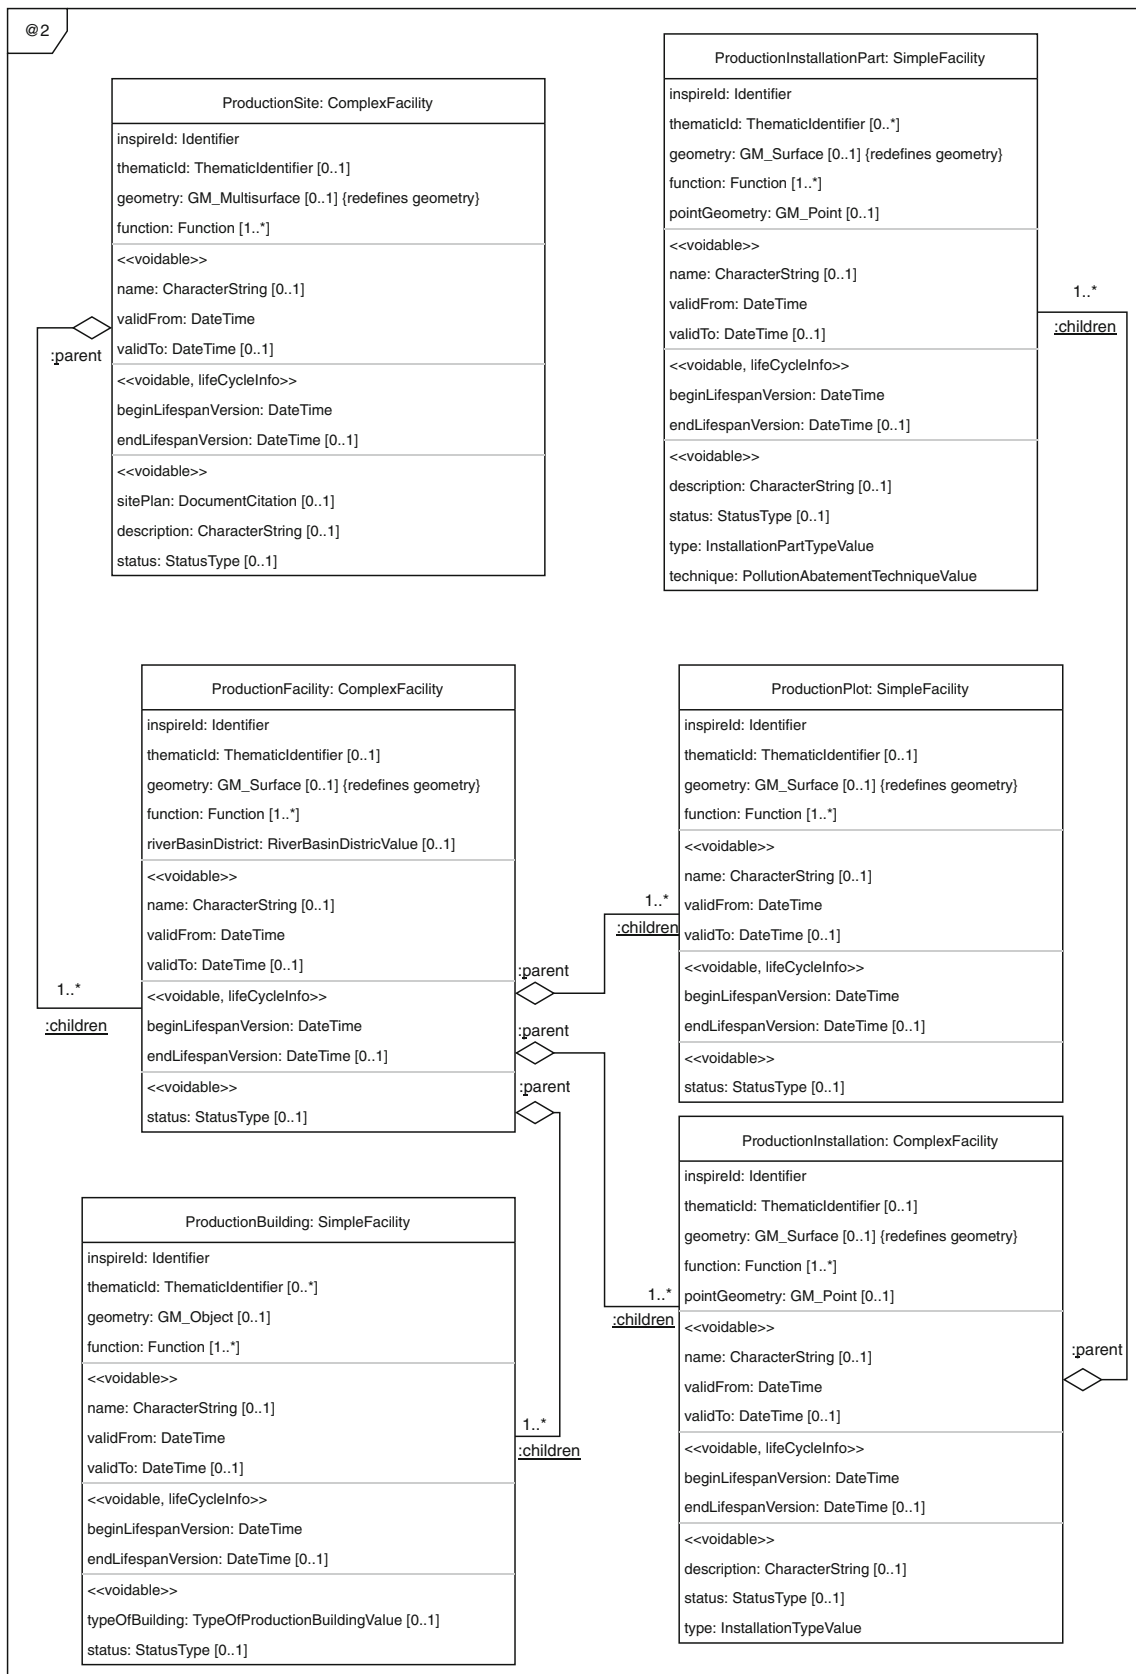 @2
ProductionSite: ComplexFacility
inspireId: Identifier
thematicId: ThematicIdentifier [0..1]
geometry: GM_Multisurface [0..1] {redefines geometry}
function: Function [1..*]
<<voidable>>
name: CharacterString [0..1]
validFrom: DateTime
validTo: DateTime [0..1]
<<voidable, lifeCycleInfo>>
beginLifespanVersion: DateTime
endLifespanVersion: DateTime [0..1]
<<voidable>>
sitePlan: DocumentCitation [0..1]
description: CharacterString [0..1]
status: StatusType [0..1]
:parent
ProductionInstallationPart: SimpleFacility
inspireId: Identifier
thematicId: ThematicIdentifier [0..*]
geometry: GM_Surface [0..1] {redefines geometry}
function: Function [1..*]
pointGeometry: GM_Point [0..1]
<<voidable>>
name: CharacterString [0..1]
validFrom: DateTime
validTo: DateTime [0..1]
<<voidable, lifeCycleInfo>>
beginLifespanVersion: DateTime
endLifespanVersion: DateTime [0..1]
<<voidable>>
description: CharacterString [0..1]
status: StatusType [0..1]
type: InstallationPartTypeValue
technique: PollutionAbatementTechniqueValue
1..*
:children
ProductionFacility: ComplexFacility
inspireId: Identifier
thematicId: ThematicIdentifier [0..1]
geometry: GM_Surface [0..1] {redefines geometry}
function: Function [1..*]
riverBasinDistrict: RiverBasinDistricValue [0..1]
<<voidable>>
name: CharacterString [0..1]
validFrom: DateTime
validTo: DateTime [0..1]
<<voidable, lifeCycleInfo>>
beginLifespanVersion: DateTime
endLifespanVersion: DateTime [0..1]
<<voidable>>
status: StatusType [0..1]
1..*
:children
:parent
:parent
:parent
1..*
:children
ProductionPlot: SimpleFacility
inspireId: Identifier
thematicId: ThematicIdentifier [0..1]
geometry: GM_Surface [0..1] {redefines geometry}
function: Function [1..*]
<<voidable>>
name: CharacterString [0..1]
validFrom: DateTime
validTo: DateTime [0..1]
<<voidable, lifeCycleInfo>>
beginLifespanVersion: DateTime
endLifespanVersion: DateTime [0..1]
<<voidable>>
status: StatusType [0..1]
ProductionBuilding: SimpleFacility
inspireId: Identifier
thematicId: ThematicIdentifier [0..*]
geometry: GM_Object [0..1]
function: Function [1..*]
<<voidable>>
name: CharacterString [0..1]
validFrom: DateTime
validTo: DateTime [0..1]
<<voidable, lifeCycleInfo>>
beginLifespanVersion: DateTime
endLifespanVersion: DateTime [0..1]
<<voidable>>
typeOfBuilding: TypeOfProductionBuildingValue [0..1]
status: StatusType [0..1]
1..*
:children
1..*
:children
ProductionInstallation: ComplexFacility
inspireId: Identifier
thematicId: ThematicIdentifier [0..1]
geometry: GM_Surface [0..1] {redefines geometry}
function: Function [1..*]
pointGeometry: GM_Point [0..1]
<<voidable>>
name: CharacterString [0..1]
validFrom: DateTime
validTo: DateTime [0..1]
<<voidable, lifeCycleInfo>>
beginLifespanVersion: DateTime
endLifespanVersion: DateTime [0..1]
<<voidable>>
description: CharacterString [0..1]
status: StatusType [0..1]
type: InstallationTypeValue
:parent